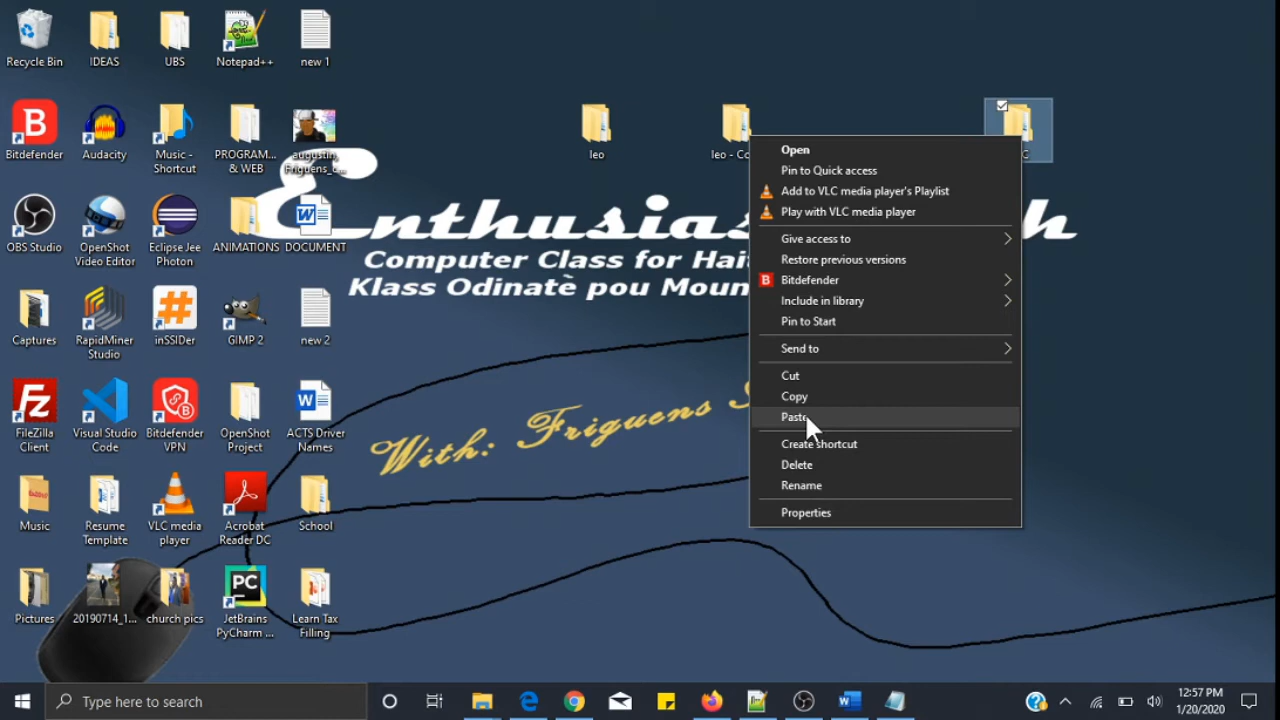 Recycle Bin
IDEAS
UBS
Notepad++
new 1
Bitdefender
Audacity
Music -
Shortcut
PROGRAM...
& WEB
augustin,
Friguens_c...
leo
leo - Co
C
OBS Studio
OpenShot
Video Editor
Eclipse Jee
Photon
ANIMATIONS
DOCUMENT
Enthusias
h
Computer Class for Hai
Klass Odinatè pou Moun
With: Friguens S
Captures
RapidMiner
Studio
inSSIDer
GIMP 2
new 2
FileZilla
Client
Visual Studio
Code
Bitdefender
VPN
OpenShot
Project
ACTS Driver
Names
Music
Resume
Template
VLC media
player
Acrobat
Reader DC
School
Pictures
20190714_1...
church pics
JetBrains
PyCharm ...
Learn Tax
Filling
Open
Pin to Quick access
Add to VLC media player's Playlist
Play with VLC media player
Give access to
Restore previous versions
Bitdefender
Include in library
Pin to Start
Send to
Cut
Copy
Paste
Create shortcut
Delete
Rename
Properties
Type here to search
12:57 PM
1/20/2020